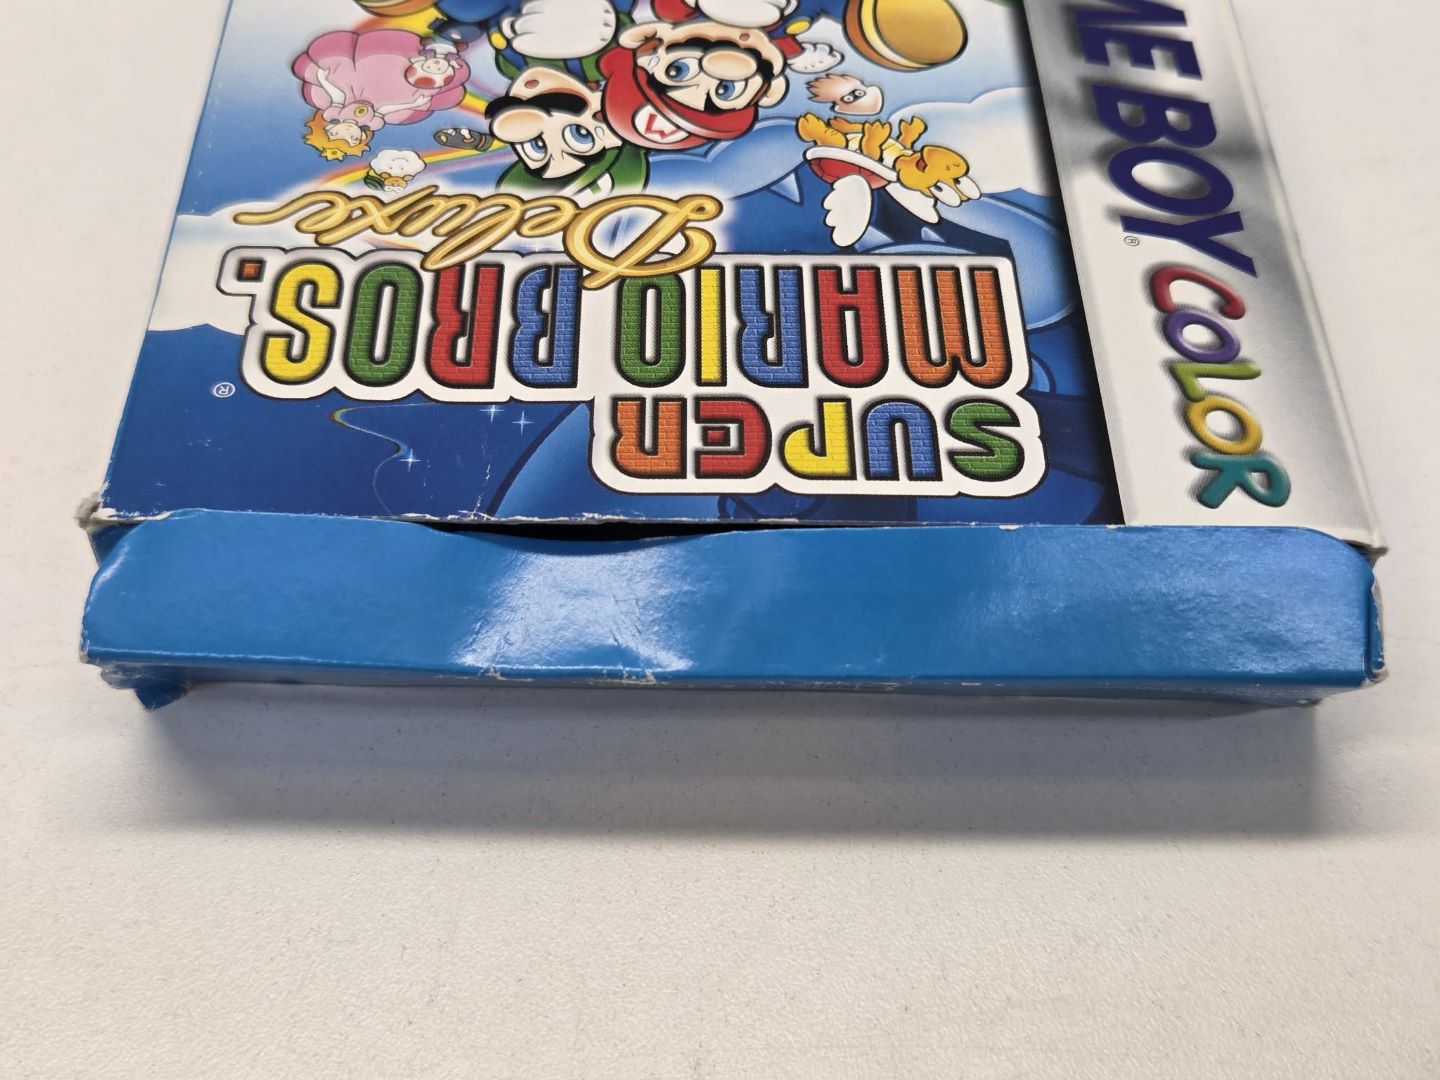 SUPER
MARIO BROS.
Deluxe
®
GAME BOY
®
COLOR
M